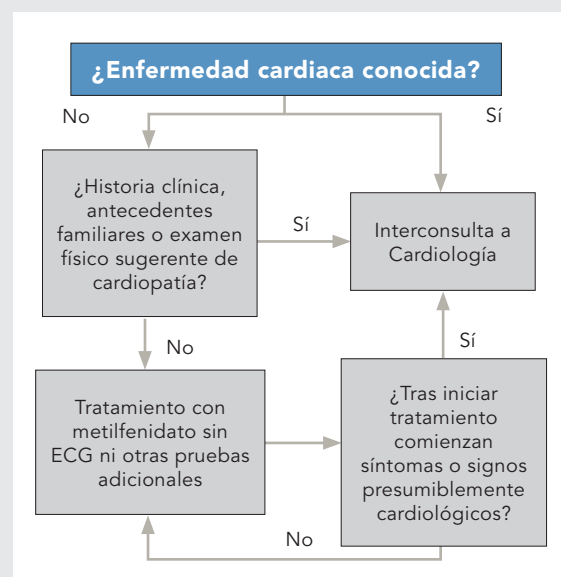 ¿Enfermedad cardiaca conocida?
No
Sí
¿Historia clínica,
antecedentes
familiares o examen
físico sugerente de
cardiopatía?
Sí
Interconsulta a
Cardiología
No
Sí
Tratamiento con
metilfenidato sin
ECG ni otras pruebas
adicionales
¿Tras iniciar
tratamiento
comienzan
síntomas o signos
presumiblemente
cardiológicos?
No